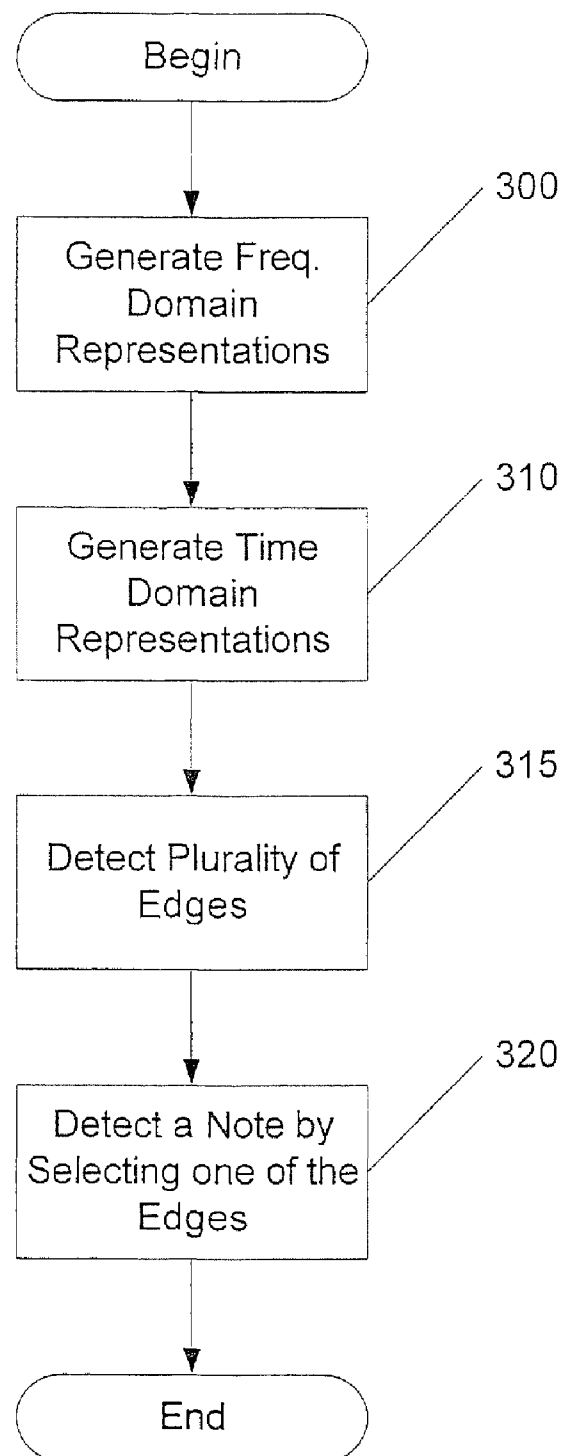 Begin
300
Generate Freq.
Domain
Representations
310
Generate Time
Domain
Representations
315
Detect Plurality of
Edges
320
Detect a Note by
Selecting one of the
Edges
End